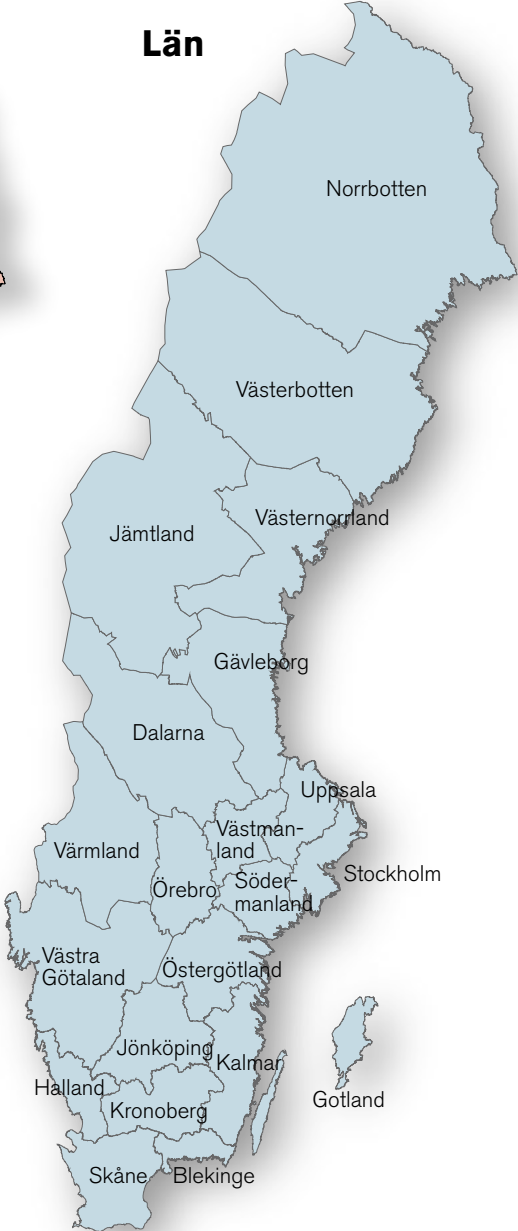 Län
Norrbotten
Västerbotten
Västernorrland
Jämtland
Gävleborg
Dalarna
Uppsala
Västman-
land
Värmland
Stockholm
Örebro
Söder-
manland
Västra
Götaland
Östergötland
Jönköping
Kalmar
Halland
Gotland
Kronoberg
Skåne
Blekinge